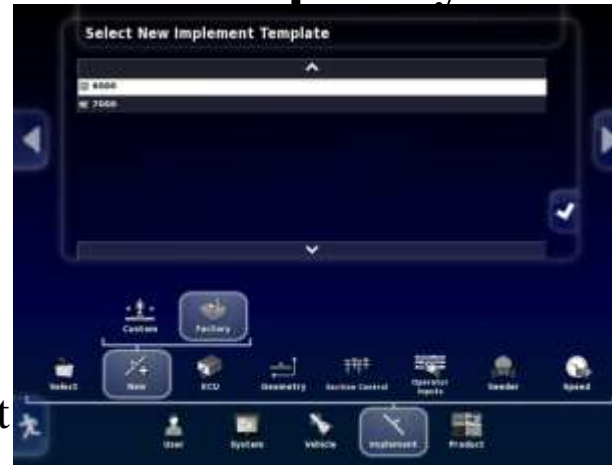 Select New Implement Template
6000
7000
Custom
Factory
Select
New
ECU
Geometry
Section Control
Operator
Inputs
Seeder
Speed
t
User
System
Vehicle
Implement
Product